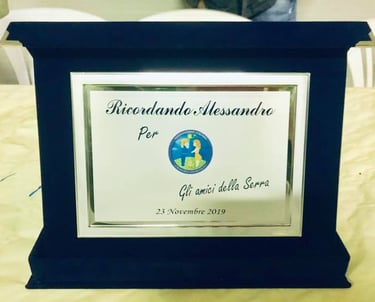 Ricordando Alessandro
Per
Gli amici della Serra
23 Novembre 2019